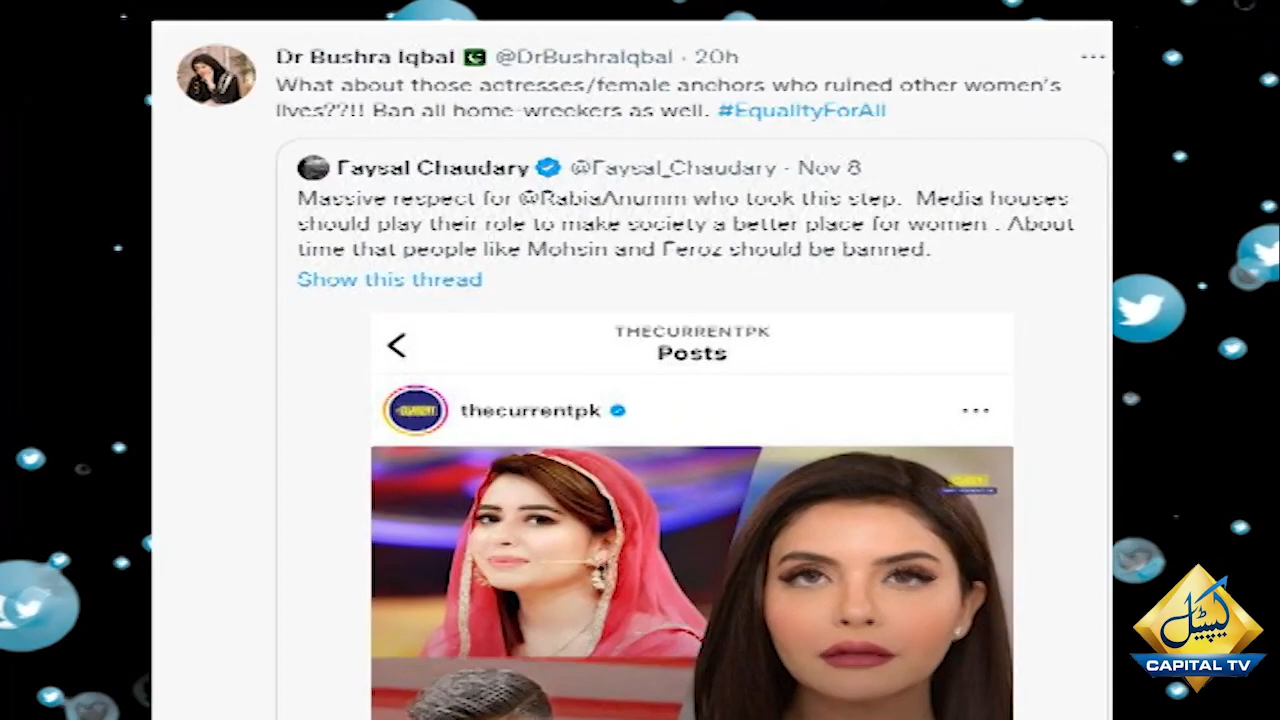 Dr Bushra Iqbal @DrBushraIqbal · 20h
What about those actresses/female anchors who ruined other women's
lives??!! Ban all home-wreckers as well. #EqualityForAll
Faysal Chaudary @Faysal_Chaudary · Nov 8
Massive respect for @RabiaAnumm who took this step. Media houses
should play their role to make society a better place for women . About
time that people like Mohsin and Feroz should be banned.
Show this thread
THECURRENTPK
Posts
thecurrentpk
کیپیٹل
CAPITAL TV